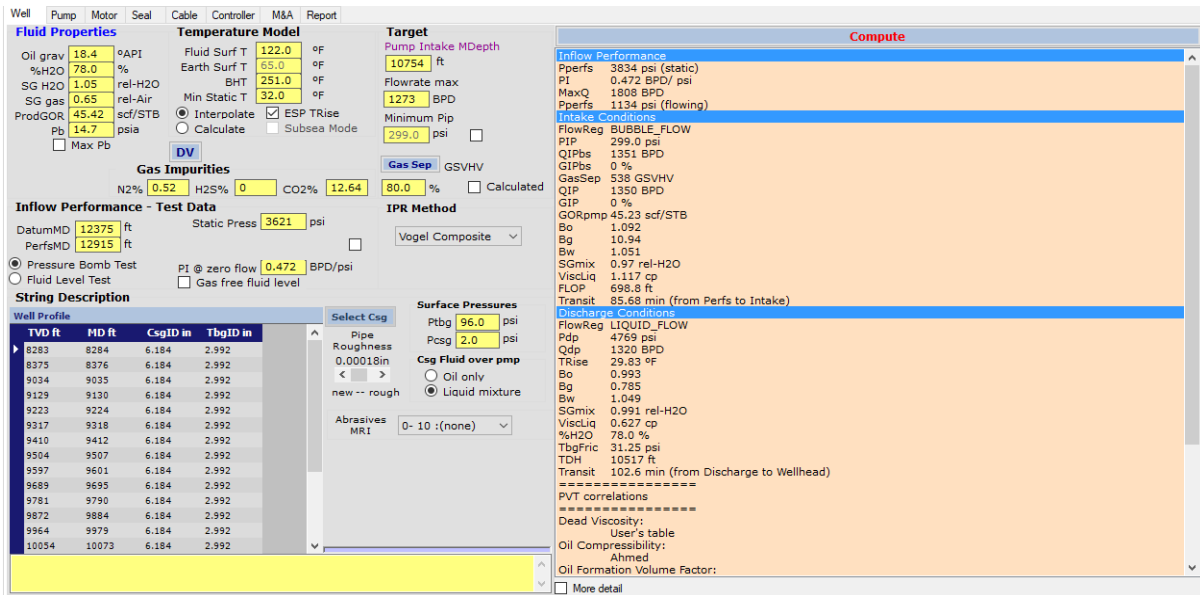 Well Pump Motor Seal Cable Controller M&A Report
Fluid Properties
Oil grav 18.4 ºAPI
%H2O 78.0 %
SG H2O 1.05 rel-H2O
SG gas 0.65 rel-Air
ProdGOR 45.42 scf/STB
Pb 14.7 psia
Max Pb
Temperature Model
Fluid Surf T 122.0 ºF
Earth Surf T 65.0 ºF
BHT 251.0 ºF
Min Static T 32.0 ºF
Interpolate ESP TRise
Calculate Subsea Mode
DV
Target
Pump Intake MDepth
10754 ft
Flowrate max
1273 BPD
Minimum Pip
299.0 psi
Gas Impurities
N2% 0.52 H2S% 0 CO2% 12.64
Gas Sep GSVHV
80.0 % Calculated
Inflow Performance - Test Data
DatumMD 12375 ft
PerfsMD 12915 ft
Static Press 3621 psi
Pressure Bomb Test
Fluid Level Test
PI @ zero flow 0.472 BPD/psi
Gas free fluid level
IPR Method
Vogel Composite
String Description
Well Profile
TVD ft MD ft CsgID in TbgID in
8283 8284 6.184 2.992
8375 8376 6.184 2.992
9034 9035 6.184 2.992
9129 9130 6.184 2.992
9223 9224 6.184 2.992
9317 9318 6.184 2.992
9410 9412 6.184 2.992
9504 9507 6.184 2.992
9597 9601 6.184 2.992
9689 9695 6.184 2.992
9781 9790 6.184 2.992
9872 9884 6.184 2.992
9964 9979 6.184 2.992
10054 10073 6.184 2.992
Select Csg
Pipe
Roughness
0.00018in
new -- rough
Surface Pressures
Ptbg 96.0 psi
Pcsg 2.0 psi
Csg Fluid over pmp
Oil only
Liquid mixture
Abrasives
MRI
0- 10 :(none)
Compute
Inflow Performance
Pperfs 3834 psi (static)
PI 0.472 BPD/ psi
MaxQ 1808 BPD
Pperfs 1134 psi (flowing)
Intake Conditions
FlowReg BUBBLE_FLOW
PIP 299.0 psi
QIPbs 1351 BPD
GIPbs 0 %
GasSep 538 GSVHV
QIP 1350 BPD
GIP 0 %
GORpmp 45.23 scf/STB
Bo 1.092
Bg 10.94
Bw 1.051
SGmix 0.97 rel-H2O
ViscLiq 1.117 cp
FLOP 698.8 ft
Transit 85.68 min (from Perfs to Intake)
Discharge Conditions
FlowReg LIQUID_FLOW
Pdp 4769 psi
Qdp 1320 BPD
TRise 29.83 ºF
Bo 0.993
Bg 0.785
Bw 1.049
SGmix 0.991 rel-H2O
ViscLiq 0.627 cp
%H2O 78.0 %
TbgFric 31.25 psi
TDH 10517 ft
Transit 102.6 min (from Discharge to Wellhead)
================
PVT correlations
================
Dead Viscosity:
User's table
Oil Compressibility:
Ahmed
Oil Formation Volume Factor:
More detail